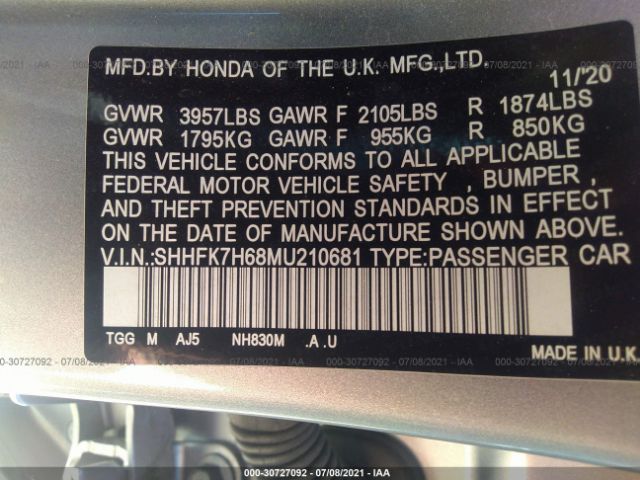 MFD.BY HONDA OF THE U.K. MFG.,LTD.
11/'20
GVWR 3957LBS GAWR F 2105LBS R 1874LBS
GVWR 1795KG GAWR F 955KG R 850KG
THIS VEHICLE CONFORMS TO ALL APPLICABLE
FEDERAL MOTOR VEHICLE SAFETY , BUMPER ,
AND THEFT PREVENTION STANDARDS IN EFFECT
ON THE DATE OF MANUFACTURE SHOWN ABOVE.
V.I.N.:SHHFK7H68MU210681 TYPE:PASSENGER CAR
TGG M AJ5 NH830M .A .U
MADE IN U.K
000-30727092 - 07/08/2021 - IAA